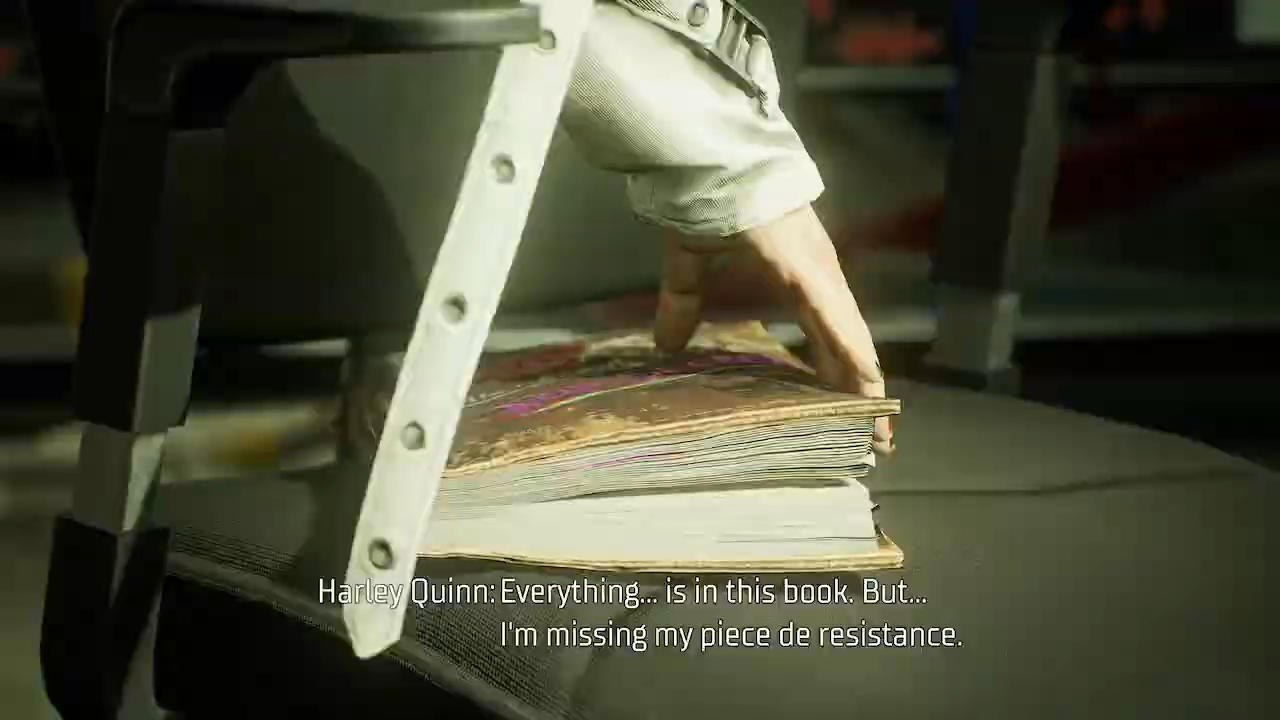 Harley Quinn: Everything... is in this book. But...
I'm missing my piece de resistance.